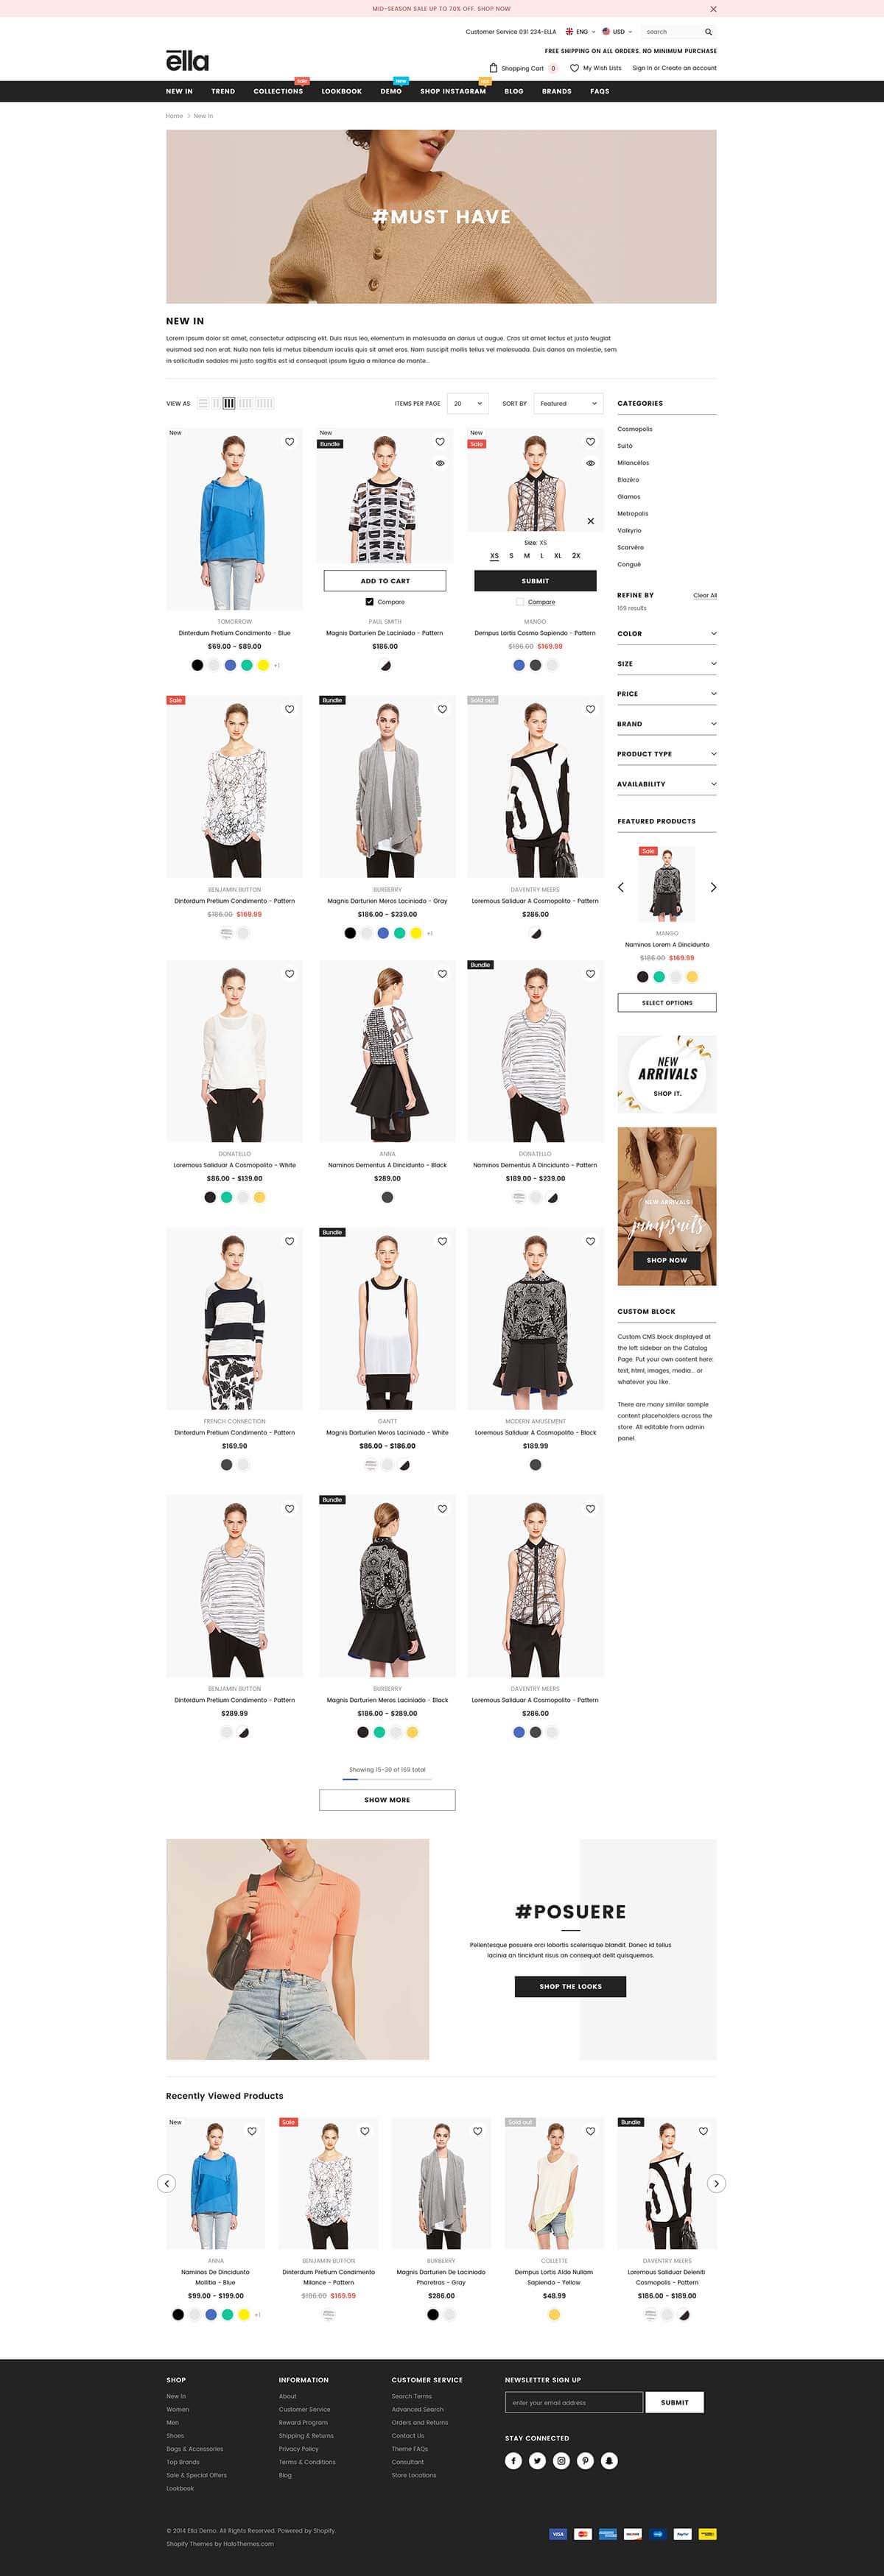 MID-SEASON SALE UP TO 70% OFF. SHOP NOW
Customer Service 091 234-ELLA
ENG
USD
search
FREE SHIPPING ON ALL ORDERS. NO MINIMUM PURCHASE
ēlla
Shopping Cart 0
My Wish Lists
Sign In or Create an account
Sale
New
NEW IN
TREND
COLLECTIONS
LOOKBOOK
DEMO
SHOP INSTAGRAM
BLOG
BRANDS
FAQS
Home > New In
#MUST HAVE
NEW IN
Lorem ipsum dolor sit amet, consectetur adipiscing elit. Duis risus leo, elementum in malesuada an darius ut augue. Cras sit amet lectus et justo feugiat
euismod sed non erat. Nulla non felis id metus bibendum iaculis quis sit amet eros. Nam suscipit mollis tellus vel malesuada. Duis danos an molestie, sem
in sollicitudin sodales mi justo sagittis est id consequat ipsum ligula a milance de mante...
VIEW AS
ITEMS PER PAGE
20
SORT BY
Featured
New
TOMORROW
Dinterdum Pretium Condimento - Blue
$69.00 - $89.00
+1
New
Bundle
ADD TO CART
Compare
PAUL SMITH
Magnis Darturien De Laciniado - Pattern
$186.00
New
Sale
Size: XS
XS S M L XL 2X
SUBMIT
Compare
MANGO
Dempus Lortis Cosmo Sapiendo - Pattern
$186.00 $169.99
Sale
BENJAMIN BUTTON
Dinterdum Pretium Condimento - Pattern
$186.00 $169.99
Bundle
BURBERRY
Magnis Darturien Meros Laciniado - Gray
$186.00 - $239.00
+1
Sold out
DAVENTRY MEERS
Loremous Saliduar A Cosmopolito - Pattern
$286.00
DONATELLO
Loremous Saliduar A Cosmopolito - White
$86.00 - $139.00
ANNA
Naminos Dementus A Dincidunto - Black
$289.00
Bundle
DONATELLO
Naminos Dementus A Dincidunto - Pattern
$189.00 - $239.00
FRENCH CONNECTION
Dinterdum Pretium Condimento - Pattern
$169.90
Bundle
GANTT
Magnis Darturien Meros Laciniado - White
$86.00 - $186.00
MODERN AMUSEMENT
Loremous Saliduar A Cosmopolito - Black
$189.99
BENJAMIN BUTTON
Dinterdum Pretium Condimento - Pattern
$289.99
Bundle
BURBERRY
Magnis Darturien Meros Laciniado - Black
$186.00 - $289.00
DAVENTRY MEERS
Loremous Saliduar A Cosmopolito - Pattern
$286.00
Showing 15-30 of 169 total
SHOW MORE
CATEGORIES
Cosmopolis
Suitó
Milancélos
Blazéro
Glamos
Metropolis
Valkyrio
Scarvéro
Congué
REFINE BY
Clear All
169 results
COLOR
SIZE
PRICE
BRAND
PRODUCT TYPE
AVAILABILITY
FEATURED PRODUCTS
Sale
MANGO
Naminos Lorem A Dincidunto
$186.00 $169.99
SELECT OPTIONS
NEW
ARRIVALS
SHOP IT.
NEW ARRIVALS
jumpsuits
SHOP NOW
CUSTOM BLOCK
Custom CMS block displayed at
the left sidebar on the Catalog
Page. Put your own content here:
text, html, images, media... or
whatever you like.
There are many similar sample
content placeholders across the
store. All editable from admin
panel.
#POSUERE
Pellentesque posuere orci lobortis scelerisque blandit. Donec id tellus
lacinia an tincidunt risus an consequat delit quisquemos.
SHOP THE LOOKS
Recently Viewed Products
New
ANNA
Naminos De Dincidunto
Mollitia - Blue
$99.00 - $199.00
+1
Sale
BENJAMIN BUTTON
Dinterdum Pretium Condimento
Milance - Pattern
$186.00 $169.99
BURBERRY
Magnis Darturien De Laciniado
Pharetras - Gray
$286.00
Sold out
COLLETTE
Dempus Lortis Aldo Nullam
Sapiendo - Yellow
$48.99
Bundle
DAVENTRY MEERS
Loremous Saliduar Deleniti
Cosmopolis - Pattern
$186.00 - $189.00
SHOP
New In
Women
Men
Shoes
Bags & Accessories
Top Brands
Sale & Special Offers
Lookbook
INFORMATION
About
Customer Service
Reward Program
Shipping & Returns
Privacy Policy
Terms & Conditions
Blog
CUSTOMER SERVICE
Search Terms
Advanced Search
Orders and Returns
Contact Us
Theme FAQs
Consultant
Store Locations
NEWSLETTER SIGN UP
enter your email address
SUBMIT
STAY CONNECTED
© 2014 Ella Demo. All Rights Reserved. Powered by Shopify.
Shopify Themes by HaloThemes.com
VISA
PayPal